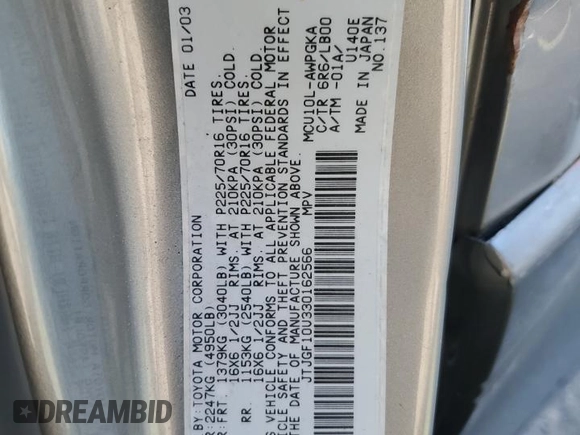 BY:TOYOTA MOTOR CORPORATION DATE 01/03
2247KG (4950LB)
FRT. 1379KG (3040LB) WITH P225/70R16 TIRES.
16X6 1/2JJ RIMS. AT 210KPA (30PSI) COLD.
RR. 1153KG (2540LB) WITH P225/70R16 TIRES.
16X6 1/2JJ RIMS. AT 210KPA (30PSI) COLD.
VEHICLE CONFORMS TO ALL APPLICABLE FEDERAL MOTOR
SAFETY AND THEFT PREVENTION STANDARDS IN EFFECT
DATE OF MANUFACTURE SHOWN ABOVE.
JTJGF10U330162566 MPV
MCU10L-AWPGKA
C/TR 6R6/LB00
A/TM -01A/ U140E
MADE IN JAPAN
NO.137
DREAMBID